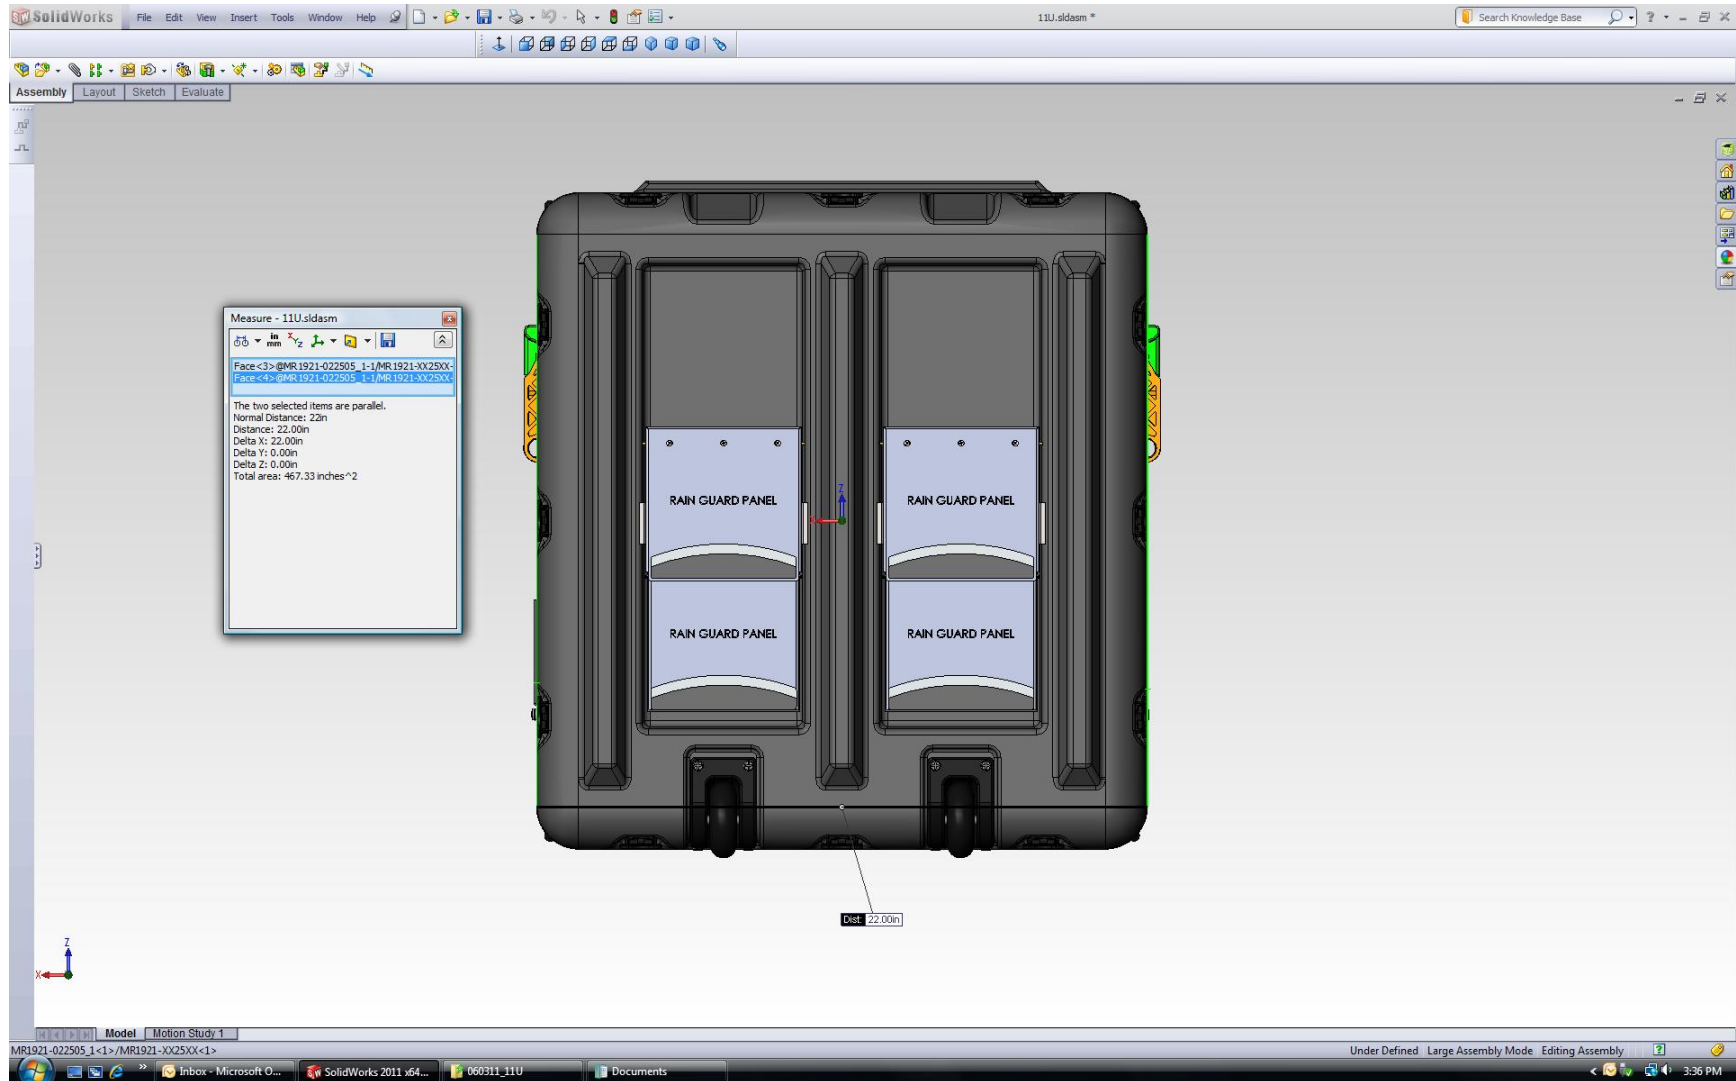 SolidWorks File Edit View Insert Tools Window Help 11U.sldasm * Search Knowledge Base ?
Assembly Layout Sketch Evaluate
Measure - 11U.sldasm
in mm X Y Z
Face<3>@MR1921-022505_1-1/MR1921-XX25XX-
Face<4>@MR1921-022505_1-1/MR1921-XX25XX-
The two selected items are parallel.
Normal Distance: 22in
Distance: 22.00in
Delta X: 22.00in
Delta Y: 0.00in
Delta Z: 0.00in
Total area: 467.33 inches^2
RAIN GUARD PANEL RAIN GUARD PANEL
Z
RAIN GUARD PANEL RAIN GUARD PANEL
Dist: 22.00in
Z
X
Model Motion Study 1
MR1921-022505_1<1>/MR1921-XX25XX<1> Under Defined Large Assembly Mode Editing Assembly ?
Inbox - Microsoft O... SolidWorks 2011 x64... 060311_11U Documents 3:36 PM